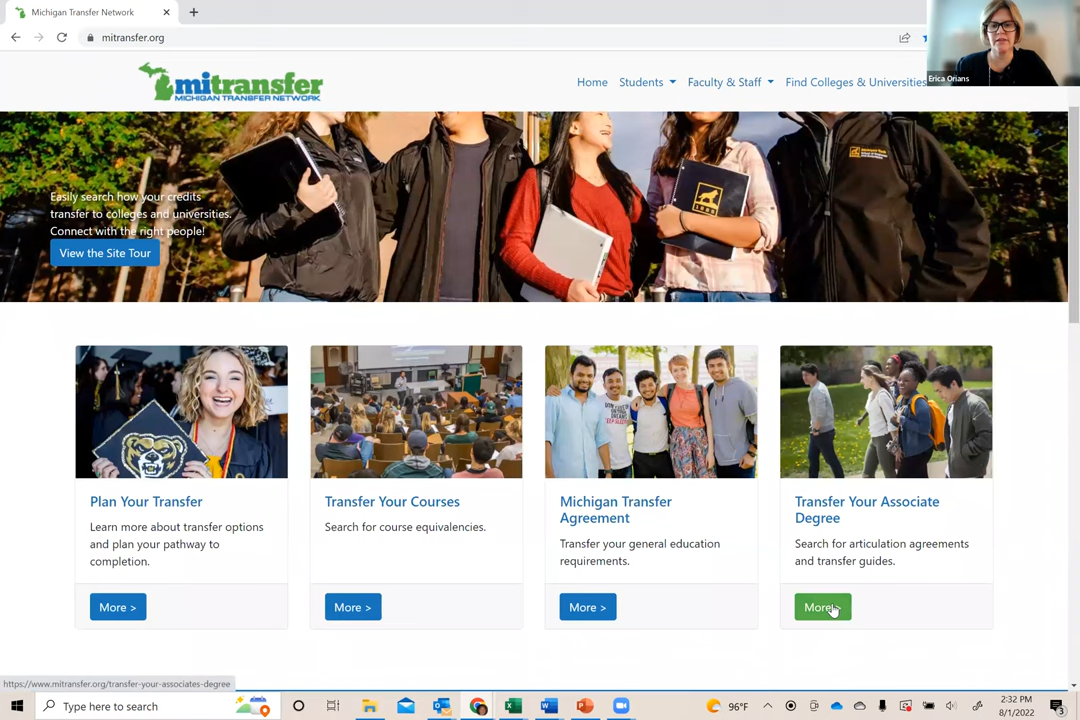 Michigan Transfer Network
mitransfer.org
Erica Orians
mitransfer
MICHIGAN TRANSFER NETWORK
Home
Students
Faculty & Staff
Find Colleges & Universities
Easily search how your credits
transfer to colleges and universities.
Connect with the right people!
View the Site Tour
Plan Your Transfer
Learn more about transfer options
and plan your pathway to
completion.
More >
Transfer Your Courses
Search for course equivalencies.
More >
Michigan Transfer
Agreement
Transfer your general education
requirements.
More >
Transfer Your Associate
Degree
Search for articulation agreements
and transfer guides.
More >
https://www.mitransfer.org/transfer-your-associates-degree
Type here to search
96°F
2:32 PM
8/1/2022
3